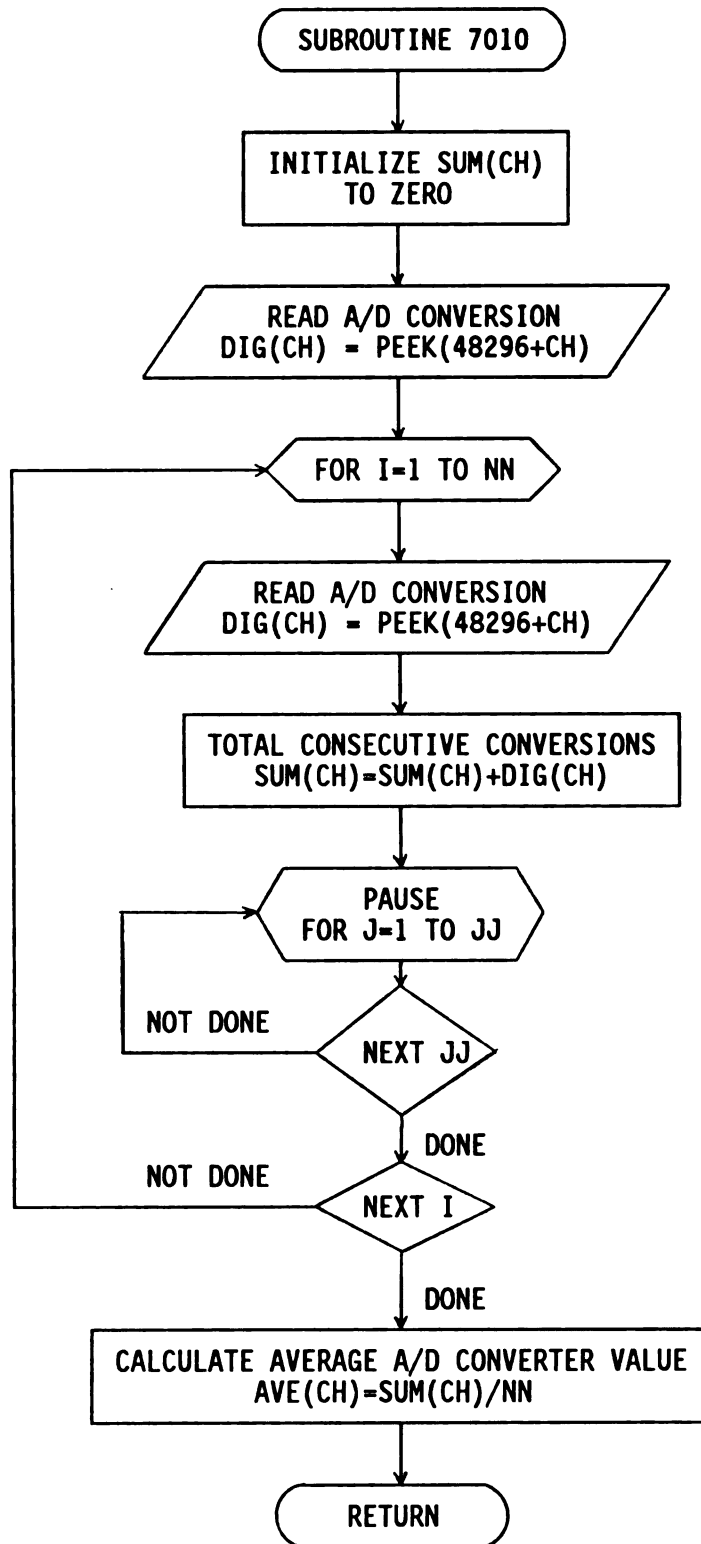 SUBROUTINE 7010
INITIALIZE SUM(CH)
TO ZERO
READ A/D CONVERSION
DIG(CH) = PEEK(48296+CH)
FOR I=1 TO NN
READ A/D CONVERSION
DIG(CH) = PEEK(48296+CH)
TOTAL CONSECUTIVE CONVERSIONS
SUM(CH)=SUM(CH)+DIG(CH)
PAUSE
FOR J=1 TO JJ
NOT DONE
NEXT JJ
DONE
NOT DONE
NEXT I
DONE
CALCULATE AVERAGE A/D CONVERTER VALUE
AVE(CH)=SUM(CH)/NN
RETURN